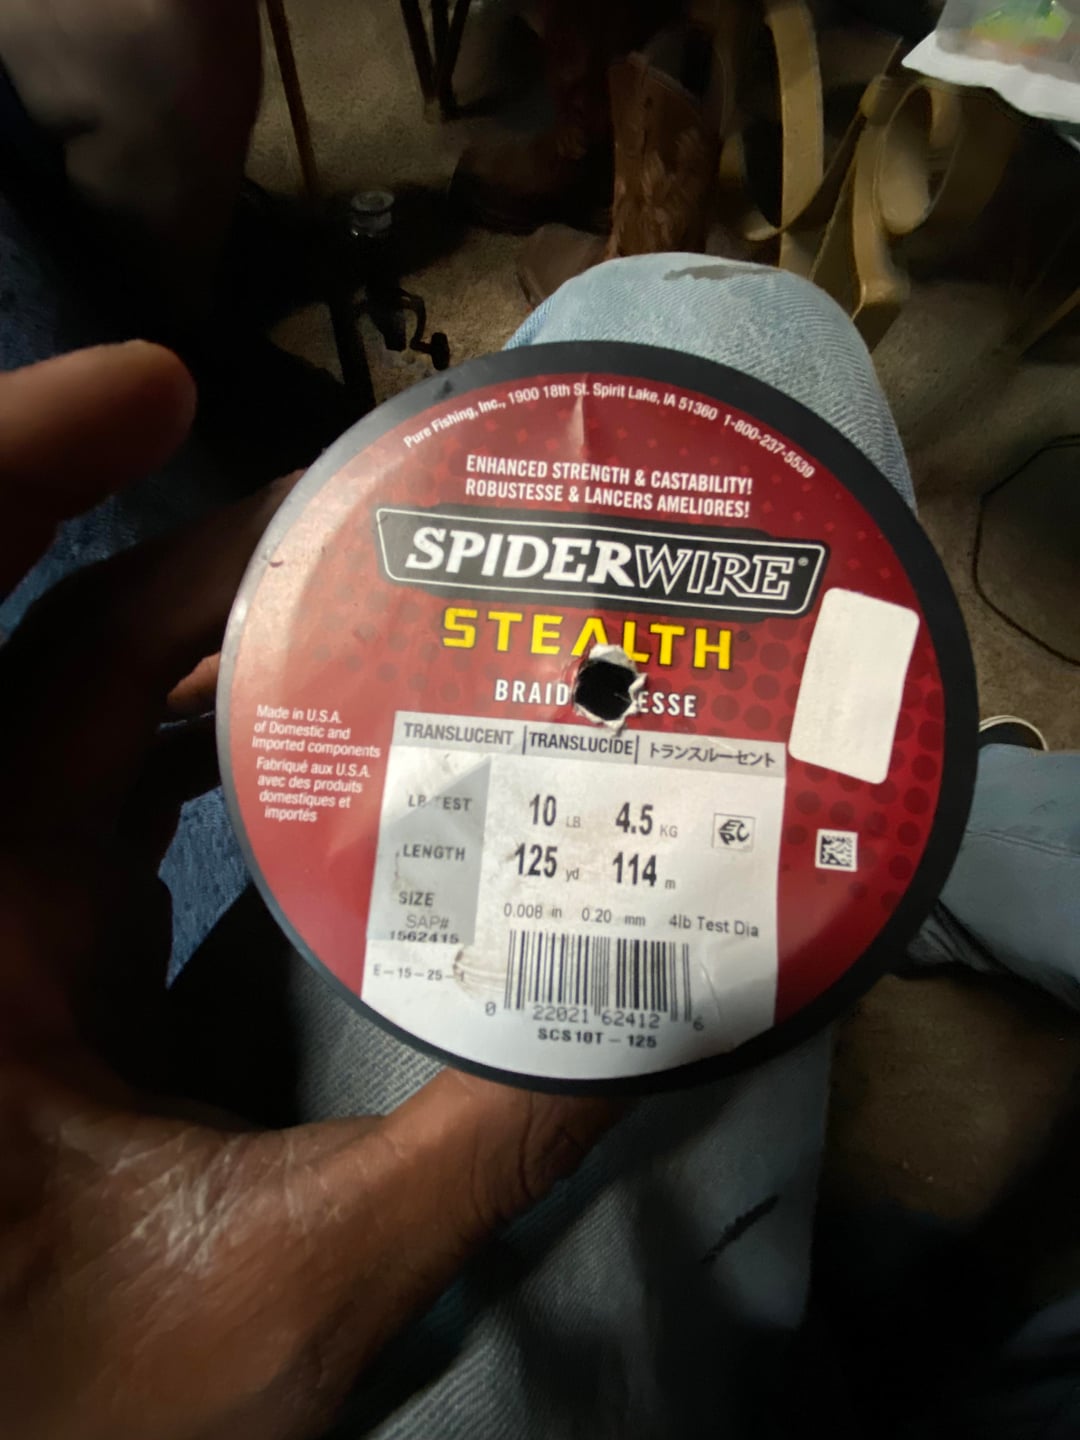 Pure Fishing, Inc., 1900 18th St. Spirit Lake, IA 51360 1-800-237-5539
ENHANCED STRENGTH & CASTABILITY!
ROBUSTESSE & LANCERS AMELIORES!
SPIDERWIRE®
STEALTH
BRAID ESSE
Made in U.S.A.
of Domestic and
Imported components
Fabriqué aux U.S.A.
avec des produits
domestiques et
importés
TRANSLUCENT TRANSLUCIDE トランスルーセント
LB TEST 10 LB 4.5 KG
LENGTH 125 yd 114 m
SIZE 0.008 in 0.20 mm 4lb Test Dia
SAP#
1562415
E-15-25-1
0 22021 62412 6
SCS10T-125